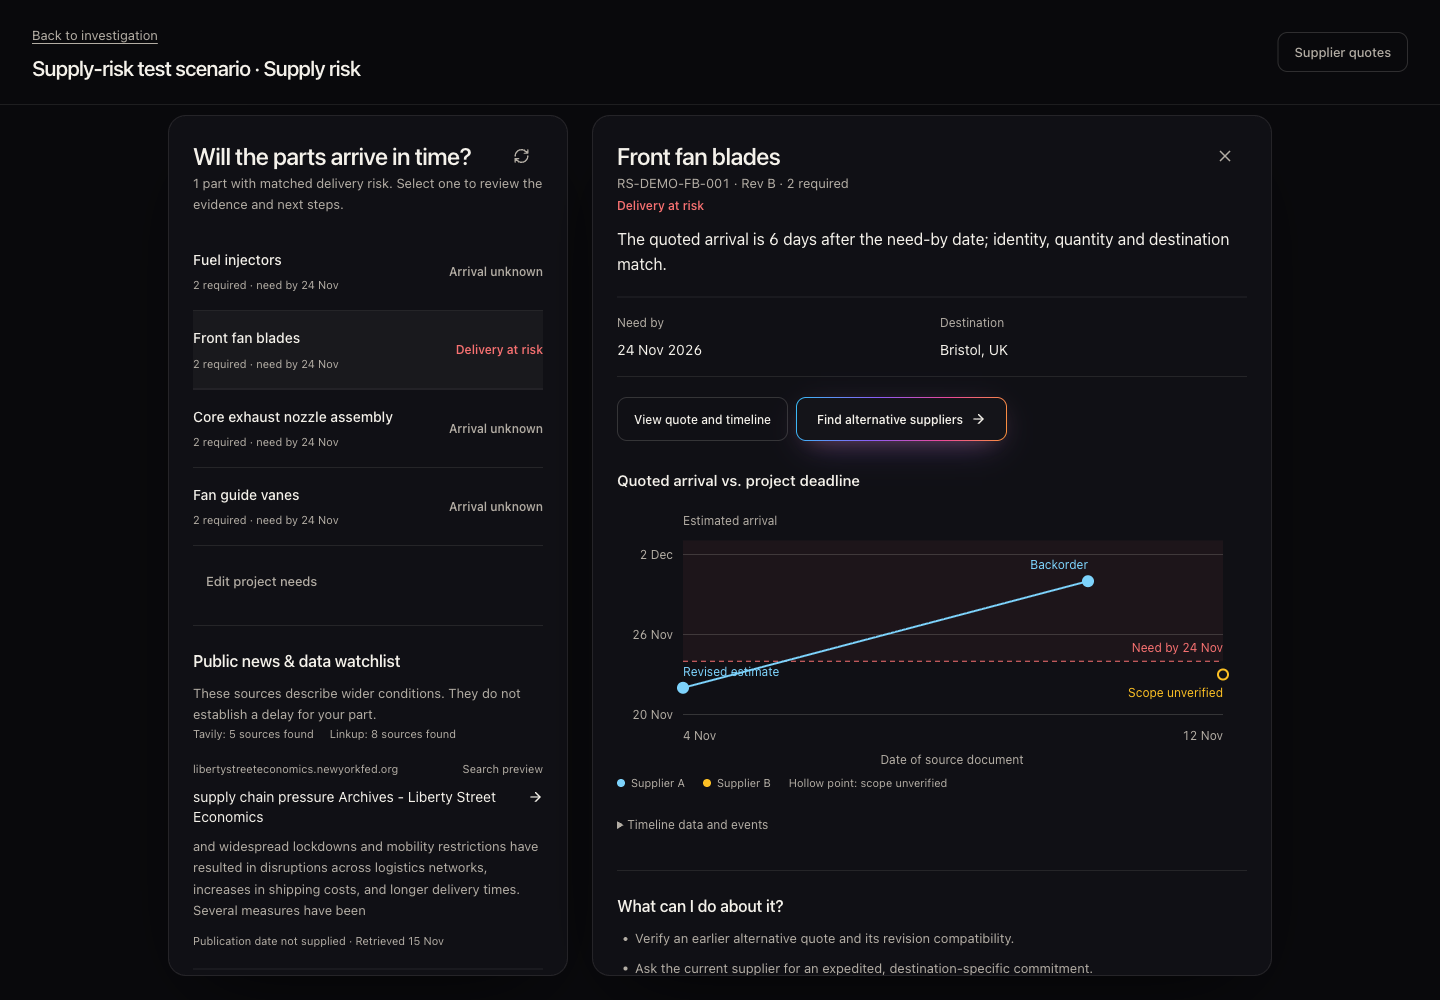 Back to investigation
Supply-risk test scenario · Supply risk
Supplier quotes
Will the parts arrive in time?
1 part with matched delivery risk. Select one to review the
evidence and next steps.
Fuel injectors
2 required · need by 24 Nov
Arrival unknown
Front fan blades
2 required · need by 24 Nov
Delivery at risk
Core exhaust nozzle assembly
2 required · need by 24 Nov
Arrival unknown
Fan guide vanes
2 required · need by 24 Nov
Arrival unknown
Edit project needs
Public news & data watchlist
These sources describe wider conditions. They do not
establish a delay for your part.
Tavily: 5 sources found Linkup: 8 sources found
libertystreeteconomics.newyorkfed.org Search preview
supply chain pressure Archives - Liberty Street
Economics
and widespread lockdowns and mobility restrictions have
resulted in disruptions across logistics networks,
increases in shipping costs, and longer delivery times.
Several measures have been
Publication date not supplied · Retrieved 15 Nov
Front fan blades
RS-DEMO-FB-001 · Rev B · 2 required
Delivery at risk
The quoted arrival is 6 days after the need-by date; identity, quantity and destination
match.
Need by
24 Nov 2026
Destination
Bristol, UK
View quote and timeline
Find alternative suppliers
Quoted arrival vs. project deadline
Estimated arrival
2 Dec
Backorder
26 Nov
Need by 24 Nov
Revised estimate
Scope unverified
20 Nov
4 Nov
12 Nov
Date of source document
Supplier A Supplier B Hollow point: scope unverified
Timeline data and events
What can I do about it?
• Verify an earlier alternative quote and its revision compatibility.
• Ask the current supplier for an expedited, destination-specific commitment.